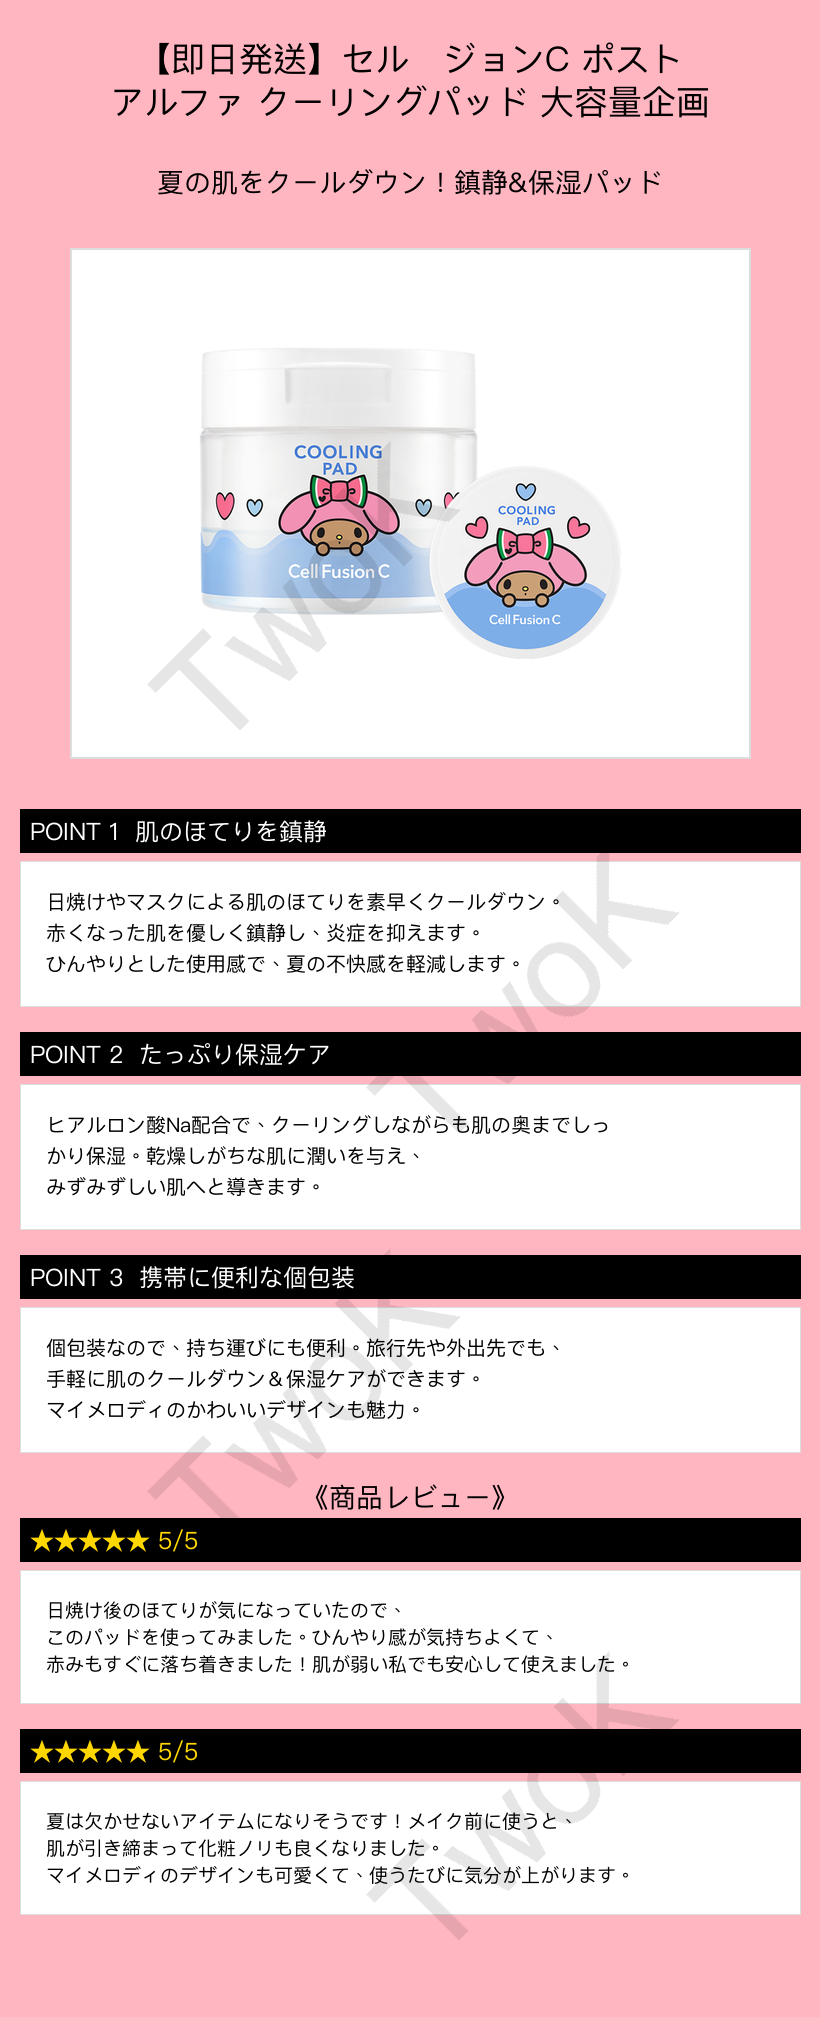 【即日発送】セル　ジョンC ポスト
アルファ クーリングパッド 大容量企画
夏の肌をクールダウン！鎮静&保湿パッド
COOLING
PAD
Cell Fusion C
COOLING
PAD
Cell Fusion C
TwoK
POINT 1 肌のほてりを鎮静
日焼けやマスクによる肌のほてりを素早くクールダウン。
赤くなった肌を優しく鎮静し、炎症を抑えます。
ひんやりとした使用感で、夏の不快感を軽減します。
TwoK
POINT 2 たっぷり保湿ケア
ヒアルロン酸Na配合で、クーリングしながらも肌の奥までしっ
かり保湿。乾燥しがちな肌に潤いを与え、
みずみずしい肌へと導きます。
POINT 3 携帯に便利な個包装
個包装なので、持ち運びにも便利。旅行先や外出先でも、
手軽に肌のクールダウン＆保湿ケアができます。
マイメロディのかわいいデザインも魅力。
TwoK
《商品レビュー》
★★★★★ 5/5
日焼け後のほてりが気になっていたので、
このパッドを使ってみました。ひんやり感が気持ちよくて、
赤みもすぐに落ち着きました！肌が弱い私でも安心して使えました。
★★★★★ 5/5
夏は欠かせないアイテムになりそうです！メイク前に使うと、
肌が引き締まって化粧ノリも良くなりました。
マイメロディのデザインも可愛くて、使うたびに気分が上がります。
TwoK